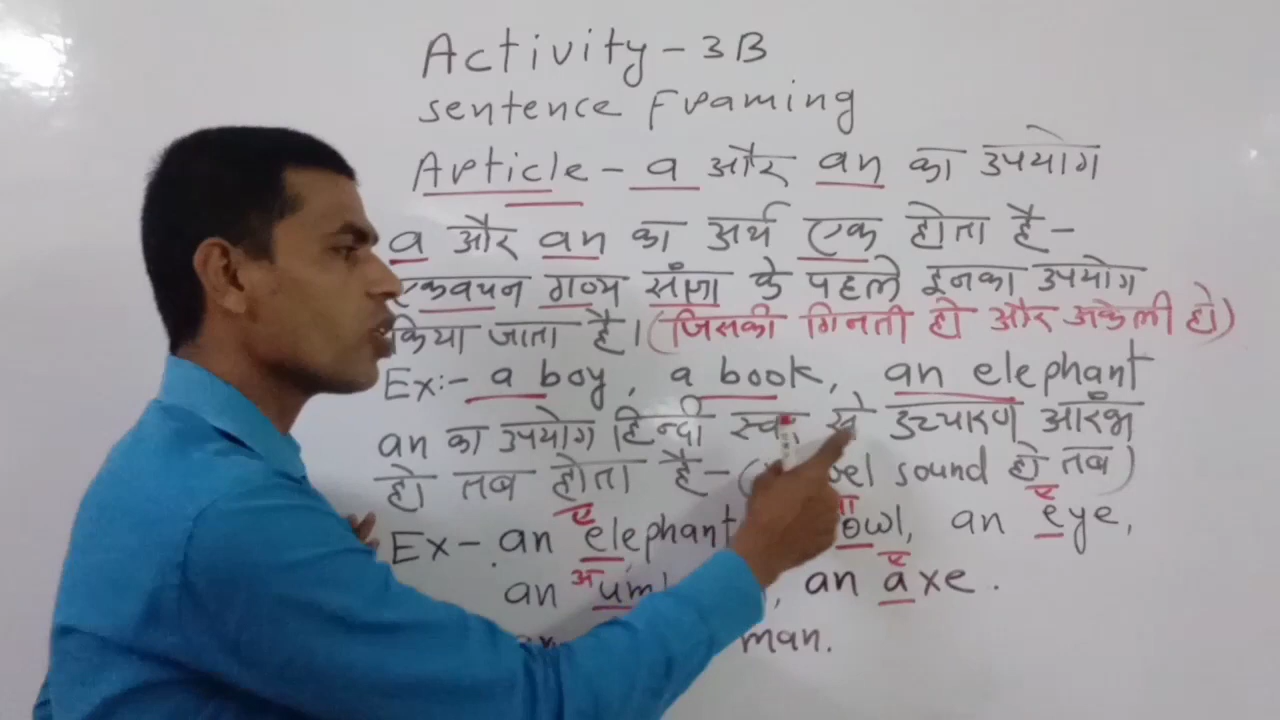 Activity - 3B
sentence Framing
Article - a और an का उपयोग
a और an का अर्थ एक होता है -
एकवचन गण्य संज्ञा के पहले इनका उपयोग
किया जाता है। (जिसकी गिनती हो और अकेली हो)
Ex:- a boy, a book, an elephant
an का उपयोग हिन्दी से उच्चारण आरंभ
हो तब होता है - sound हो तब)
ए ए
Ex - an elephant owl, an eye,
अ ए
an an axe.
man.